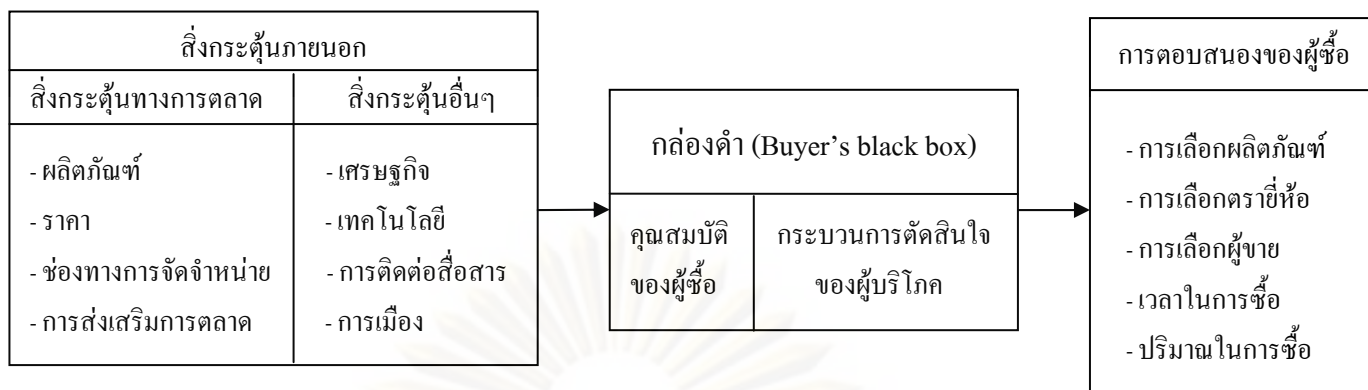 สิ่งกระตุ้นภายนอก
สิ่งกระตุ้นทางการตลาด
- ผลิตภัณฑ์
- ราคา
- ช่องทางการจัดจำหน่าย
- การส่งเสริมการตลาด
สิ่งกระตุ้นอื่นๆ
- เศรษฐกิจ
- เทคโนโลยี
- การติดต่อสื่อสาร
- การเมือง
กล่องดำ (Buyer's black box)
คุณสมบัติ
ของผู้ซื้อ
กระบวนการตัดสินใจ
ของผู้บริโภค
การตอบสนองของผู้ซื้อ
- การเลือกผลิตภัณฑ์
- การเลือกตรายี่ห้อ
- การเลือกผู้ขาย
- เวลาในการซื้อ
- ปริมาณในการซื้อ